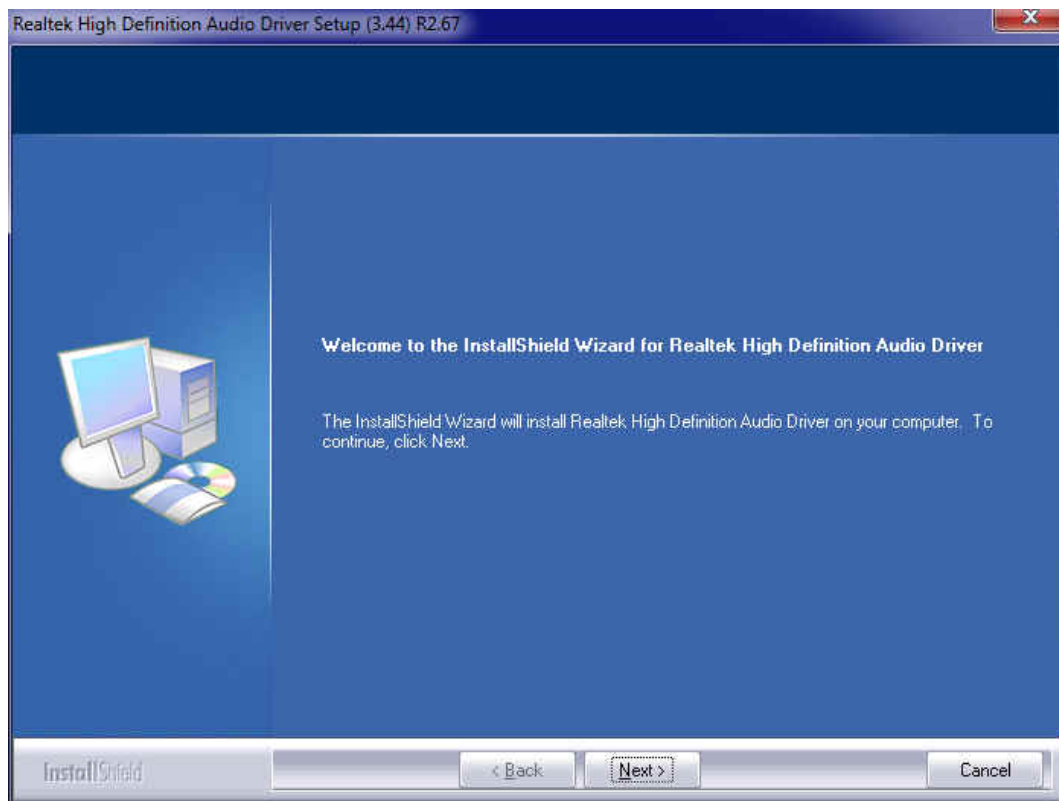 Realtek High Definition Audio Driver Setup (3.44) R2.67
Welcome to the InstallShield Wizard for Realtek High Definition Audio Driver
The InstallShield Wizard will install Realtek High Definition Audio Driver on your computer. To
continue, click Next.
InstallShield
< Back
Next >
Cancel